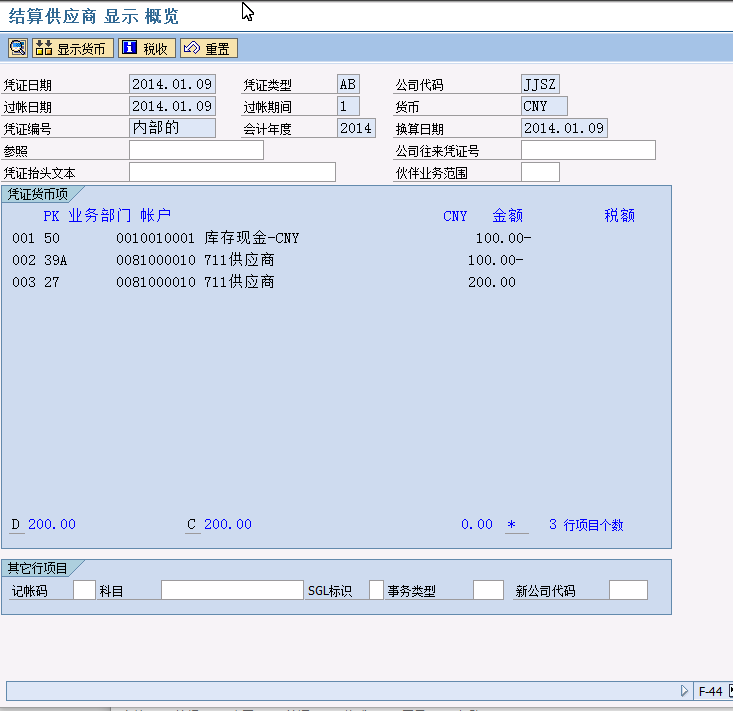 结算供应商 显示 概览
显示货币 税收 重置
凭证日期 2014.01.09 凭证类型 AB 公司代码 JJSZ
过帐日期 2014.01.09 过帐期间 1 货币 CNY
凭证编号 内部的 会计年度 2014 换算日期 2014.01.09
参照 公司往来凭证号
凭证抬头文本 伙伴业务范围
凭证货币项
PK 业务部门 帐户 CNY 金额 税额
001 50 0010010001 库存现金-CNY 100.00-
002 39A 0081000010 711供应商 100.00-
003 27 0081000010 711供应商 200.00
D 200.00 C 200.00 0.00 * 3 行项目个数
其它行项目
记帐码 科目 SGL标识 事务类型 新公司代码
F-44